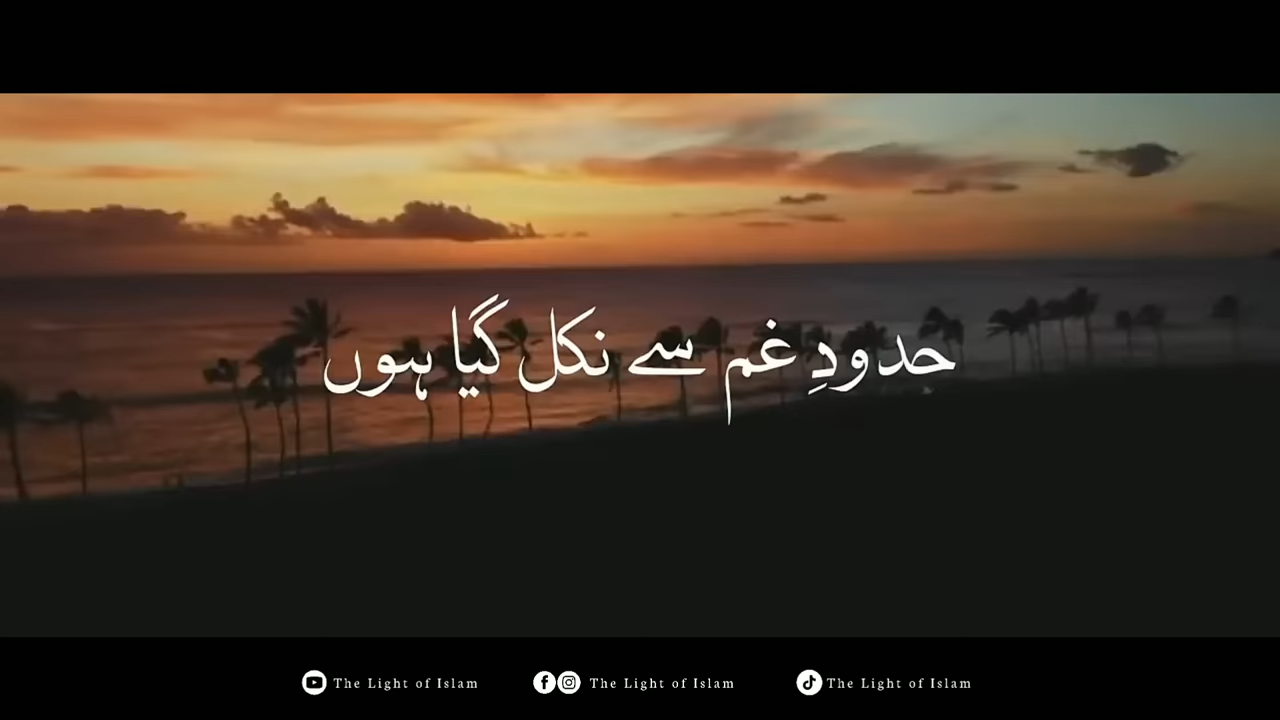 حدودِ غم سے نکل گیا ہوں
The Light of Islam The Light of Islam The Light of Islam